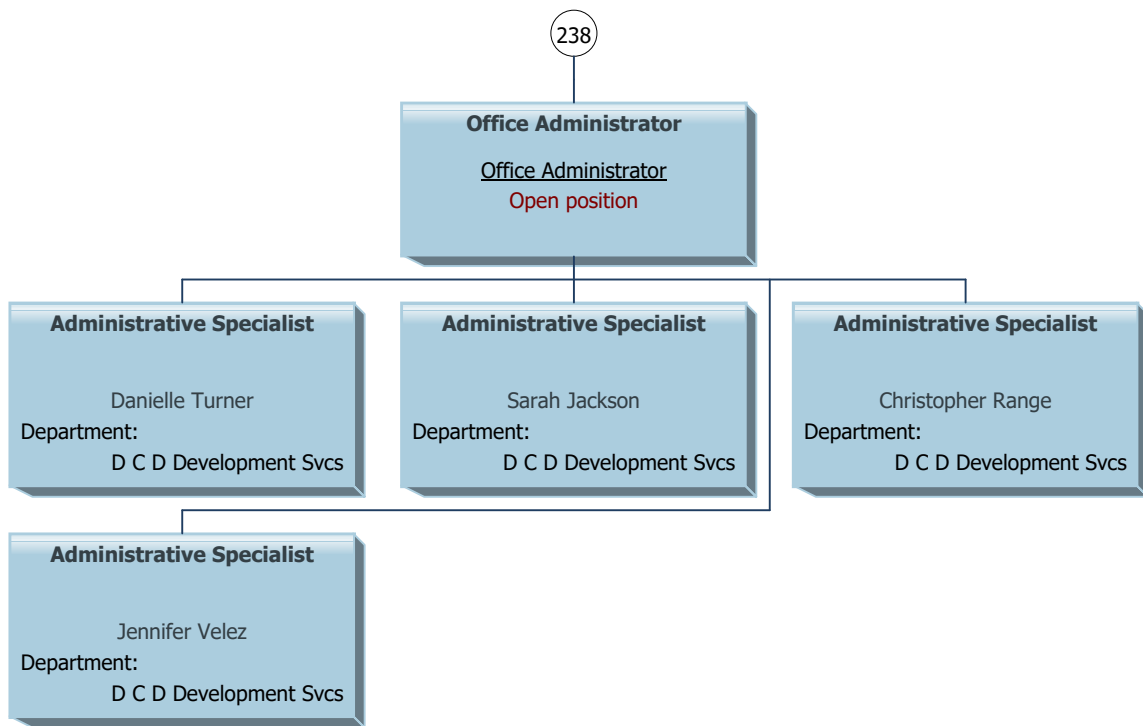 238
Office Administrator
Office Administrator
Open position
Administrative Specialist
Danielle Turner
Department:
D C D Development Svcs
Administrative Specialist
Sarah Jackson
Department:
D C D Development Svcs
Administrative Specialist
Christopher Range
Department:
D C D Development Svcs
Administrative Specialist
Jennifer Velez
Department:
D C D Development Svcs